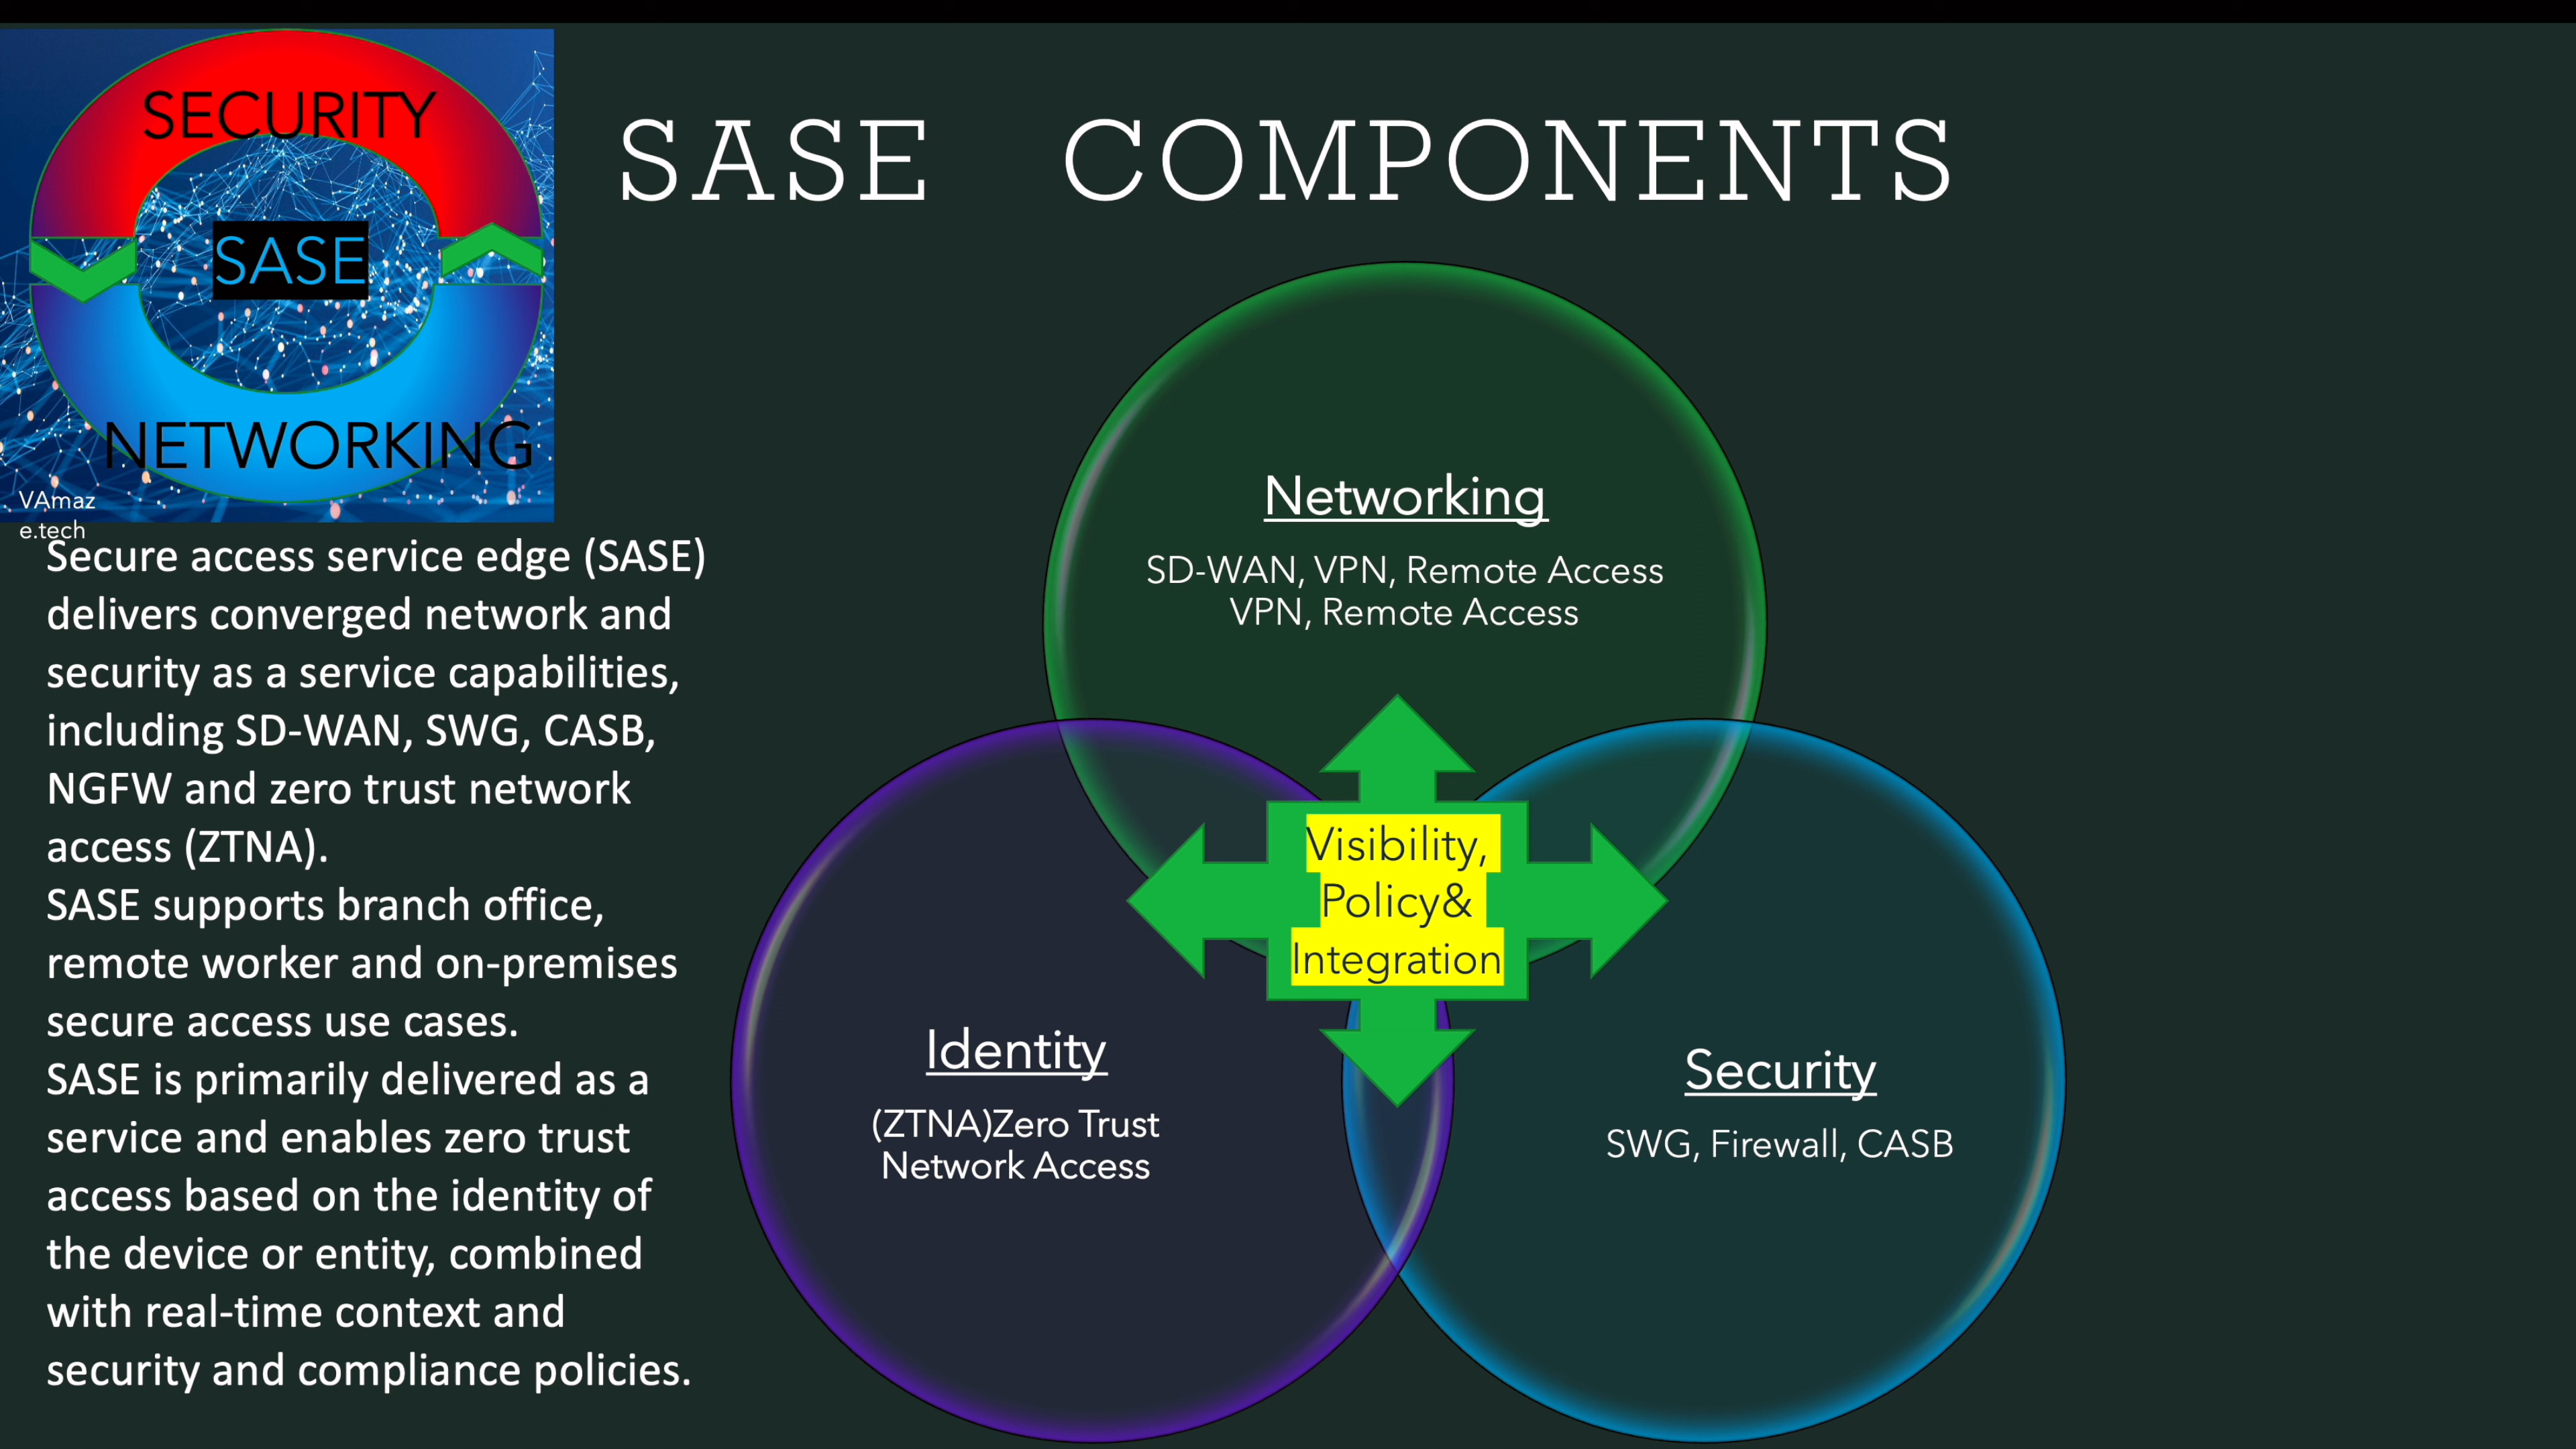 SECURITY
SASE
NETWORKING
VAmaz
e.tech
SASE COMPONENTS
Secure access service edge (SASE)
delivers converged network and
security as a service capabilities,
including SD-WAN, SWG, CASB,
NGFW and zero trust network
access (ZTNA).
SASE supports branch office,
remote worker and on-premises
secure access use cases.
SASE is primarily delivered as a
service and enables zero trust
access based on the identity of
the device or entity, combined
with real-time context and
security and compliance policies.
Networking
SD-WAN, VPN, Remote Access
VPN, Remote Access
Visibility,
Policy&
Integration
Identity
(ZTNA)Zero Trust
Network Access
Security
SWG, Firewall, CASB